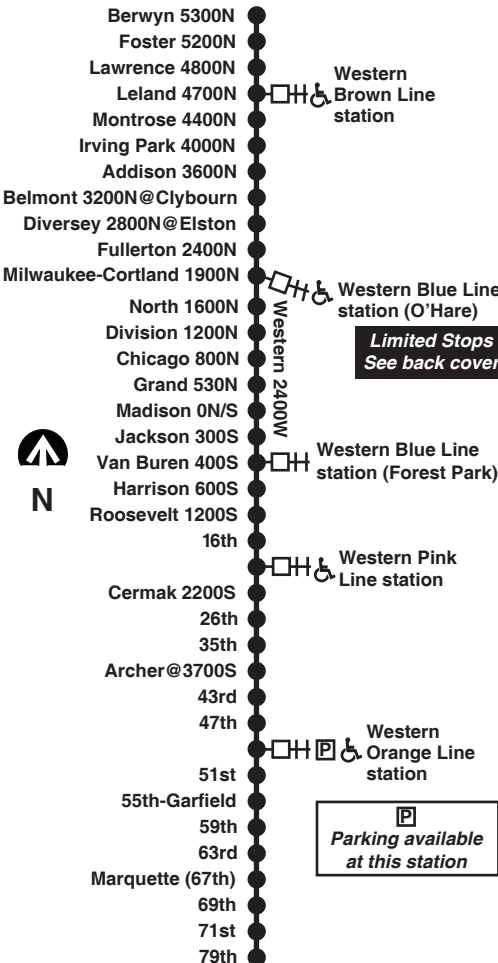 Berwyn 5300N
Foster 5200N
Lawrence 4800N
Leland 4700N
Western
Brown Line
station
Montrose 4400N
Irving Park 4000N
Addison 3600N
Belmont 3200N@Clybourn
Diversey 2800N@Elston
Fullerton 2400N
Milwaukee-Cortland 1900N
Western Blue Line
station (O'Hare)
North 1600N
Western 2400W
Limited Stops
See back cover
Division 1200N
Chicago 800N
Grand 530N
Madison 0N/S
Jackson 300S
Van Buren 400S
Western Blue Line
station (Forest Park)
N
Harrison 600S
Roosevelt 1200S
16th
Western Pink
Line station
Cermak 2200S
26th
35th
Archer@3700S
43rd
47th
P
Western
Orange Line
station
51st
55th-Garfield
59th
63rd
P
Parking available
at this station
Marquette (67th)
69th
71st
79th